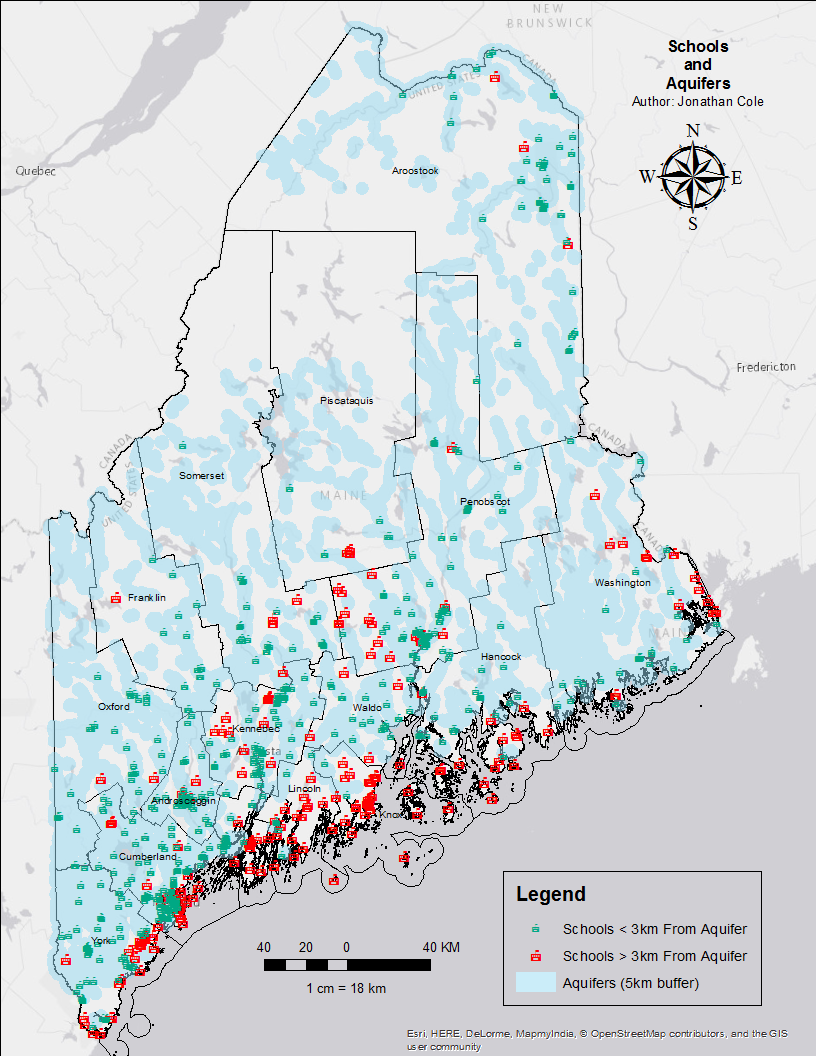 NEW
BRUNSWICK
Schools
and
Aquifers
Author: Jonathan Cole
N
W
E
S
CANADA
UNITED STATES
Quebec
Aroostook
Fredericton
Piscataquis
CANADA
UNITED STATES
CANADA
Somerset
MAINE
Penobscot
CANADA
Washington
Franklin
MAINE
Hancock
Oxford
Waldo
Kennebec
Lincoln
Androscoggin
Knox
Cumberland
York
40 20 0 40 KM
1 cm = 18 km
Legend
Schools < 3km From Aquifer
Schools > 3km From Aquifer
Aquifers (5km buffer)
Esri, HERE, DeLorme, MapmyIndia, © OpenStreetMap contributors, and the GIS
user community